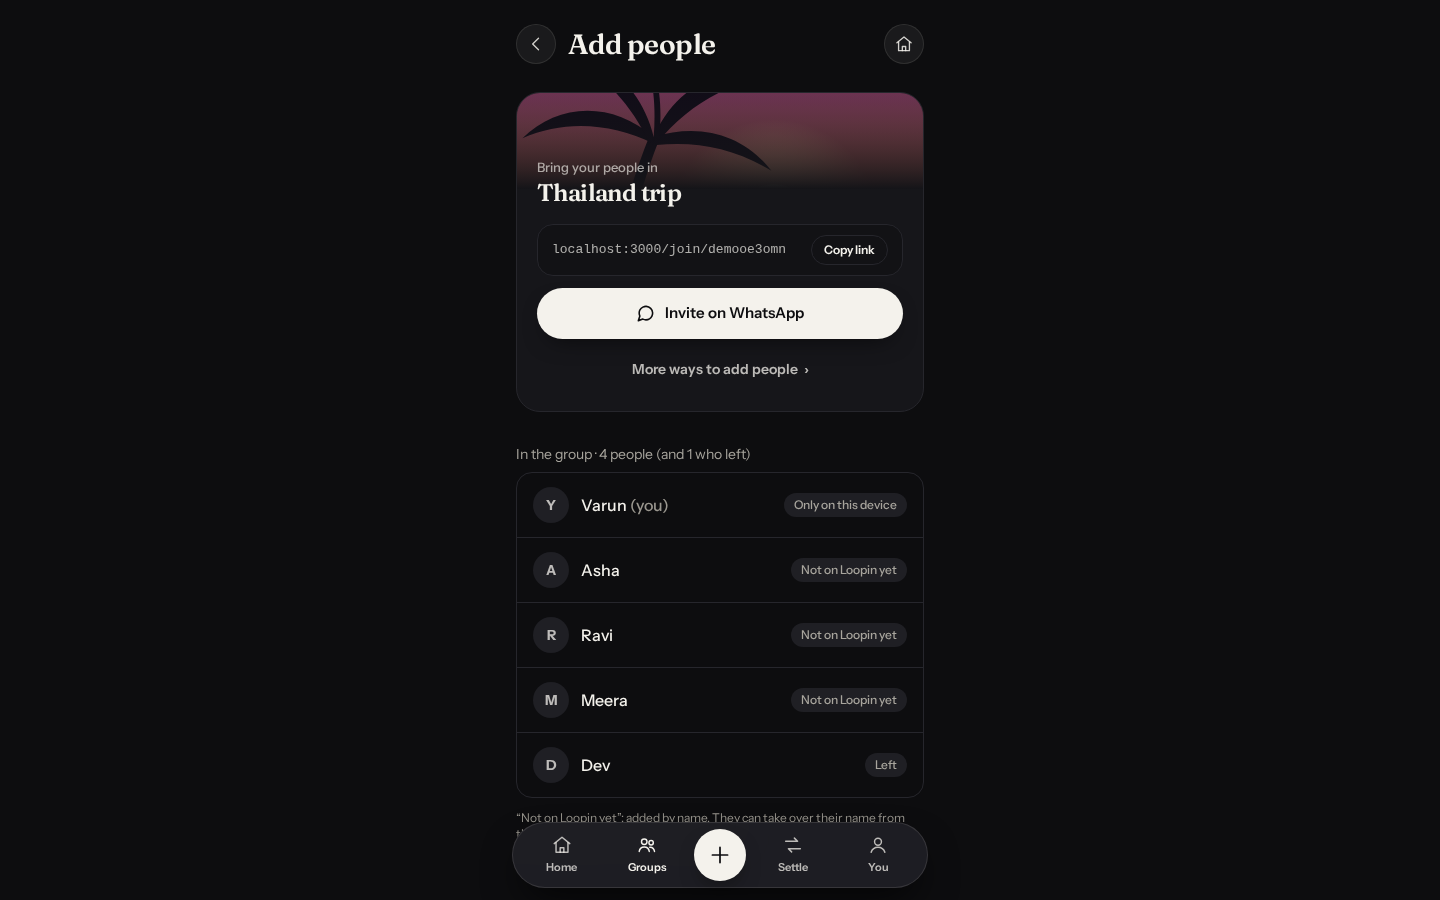 Add people
Bring your people in
Thailand trip
localhost:3000/join/demooe3omn
Copy link
Invite on WhatsApp
More ways to add people ›
In the group · 4 people (and 1 who left)
Y
Varun (you)
Only on this device
A
Asha
Not on Loopin yet
R
Ravi
Not on Loopin yet
M
Meera
Not on Loopin yet
D
Dev
Left
“Not on Loopin yet”: added by name. They can take over their name from
Home
Groups
Settle
You